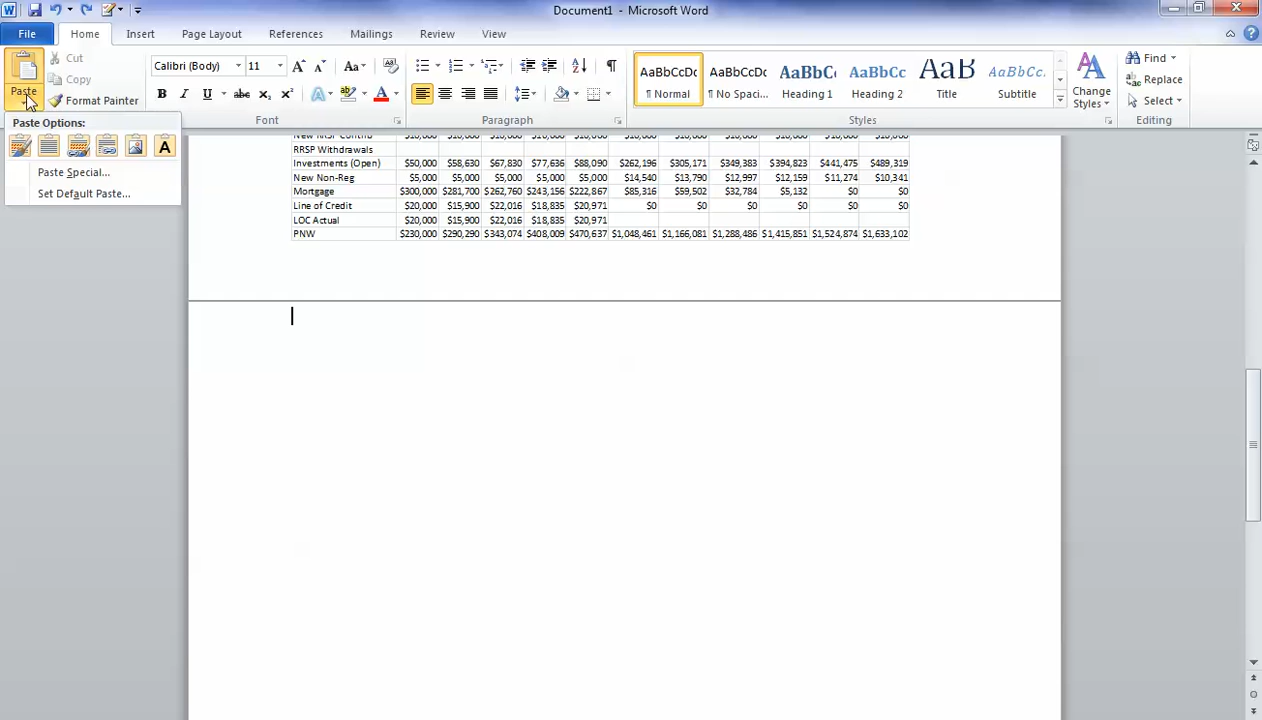 Document1 - Microsoft Word
File Home Insert Page Layout References Mailings Review View
Paste Cut Copy Format Painter
Calibri (Body) 11
AaBbCcDc AaBbCcDc AaBbC AaBbCc AaB AaBbCc.
¶ Normal ¶ No Spaci... Heading 1 Heading 2 Title Subtitle
Change Styles
Find Replace Select
Font Paragraph Styles Editing
Paste Options:
Paste Special...
Set Default Paste...
RRSP Withdrawals
Investments (Open) $50,000 $58,630 $67,830 $77,636 $88,090 $262,196 $305,171 $349,383 $394,823 $441,475 $489,319
New Non-Reg $5,000 $5,000 $5,000 $5,000 $5,000 $14,540 $13,790 $12,997 $12,159 $11,274 $10,341
Mortgage $300,000 $281,700 $262,760 $243,156 $222,867 $85,316 $59,502 $32,784 $5,132 $0 $0
Line of Credit $20,000 $15,900 $22,016 $18,835 $20,971 $0 $0 $0 $0 $0 $0
LOC Actual $20,000 $15,900 $22,016 $18,835 $20,971
PNW $230,000 $290,290 $343,074 $408,009 $470,637 $1,048,461 $1,166,081 $1,288,486 $1,415,851 $1,524,874 $1,633,102